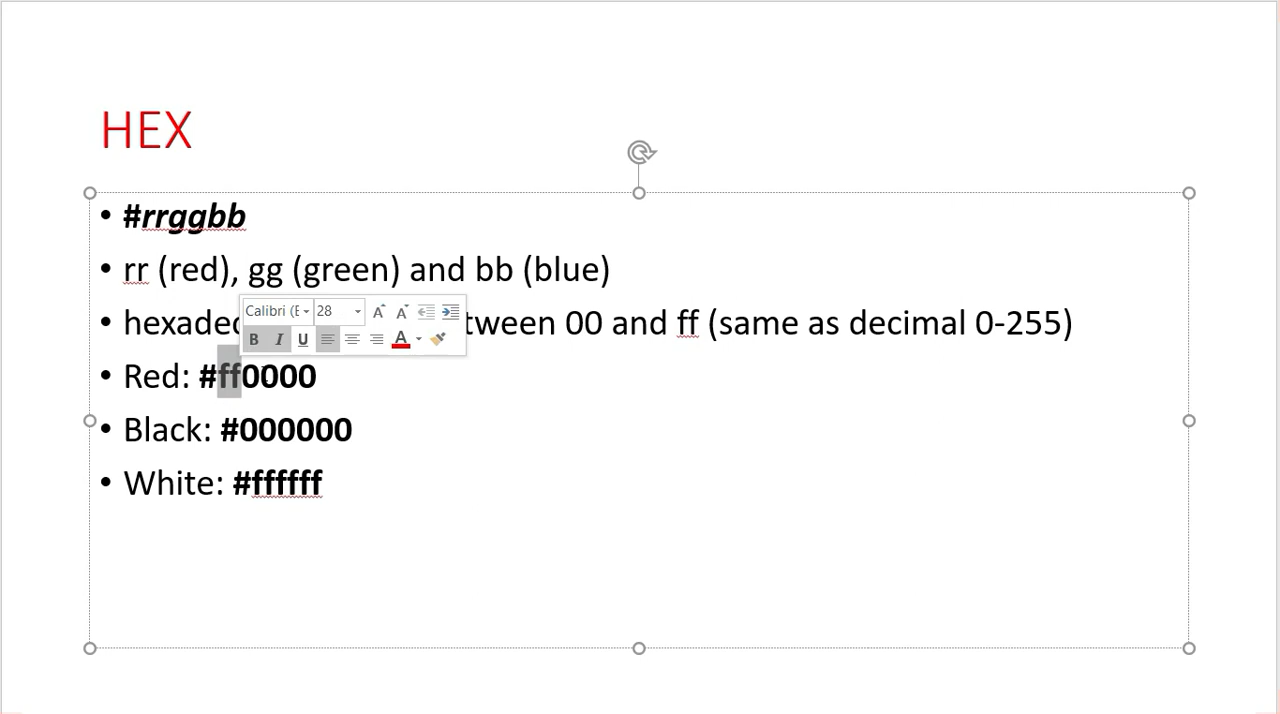 HEX
• #rrggbb
• rr (red), gg (green) and bb (blue)
Calibri (E 28 A A
• hexadec tween 00 and ff (same as decimal 0-255)
B I U A
• Red: #ff0000
• Black: #000000
• White: #ffffff